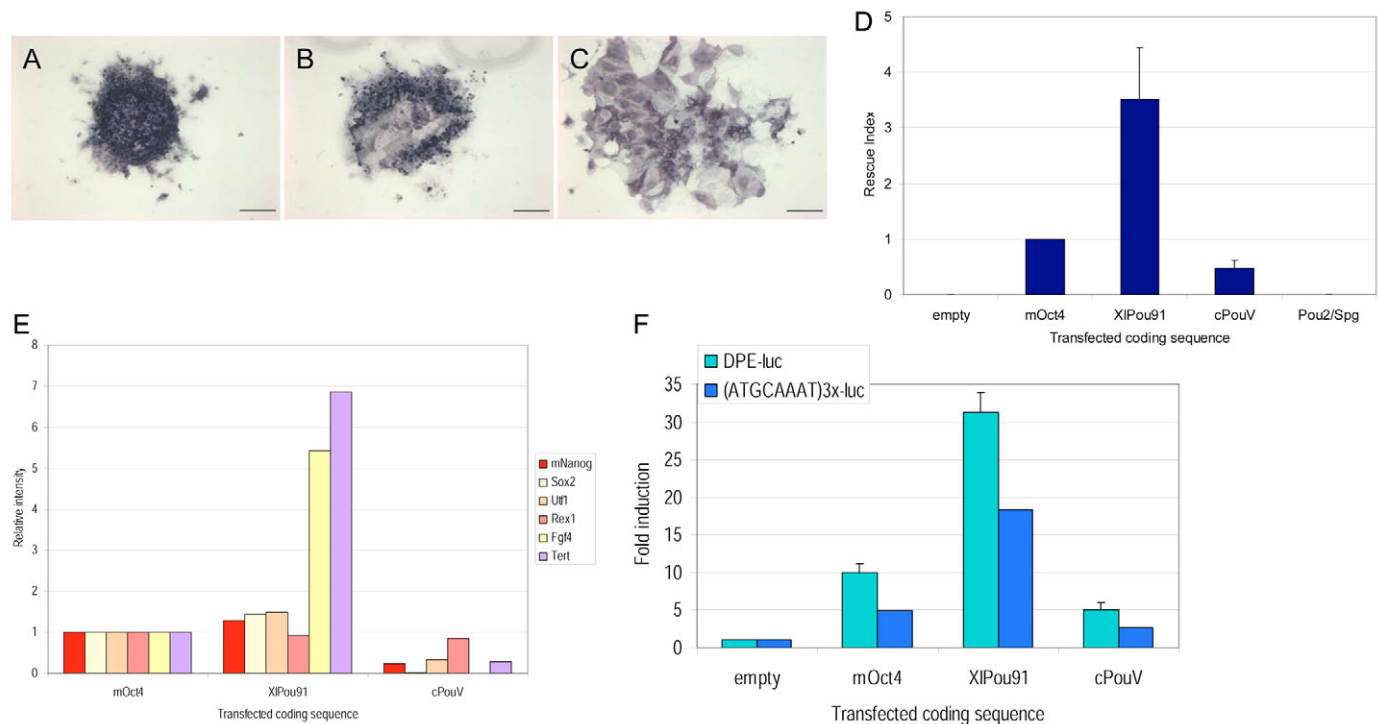 A
B
C
D
5
4
3
2
1
0
Rescue Index
empty mOct4 XlPou91 cPouV Pou2/Spg
Transfected coding sequence
E
8
7
6
5
4
3
2
1
0
Relative intensity
mNanog
Sox2
Utf1
Rex1
Fgf4
Tert
mOct4 XlPou91 cPouV
Transfected coding sequence
F
DPE-luc
(ATGCAAAT)3x-luc
35
30
25
20
15
10
5
0
Fold induction
empty mOct4 XlPou91 cPouV
Transfected coding sequence